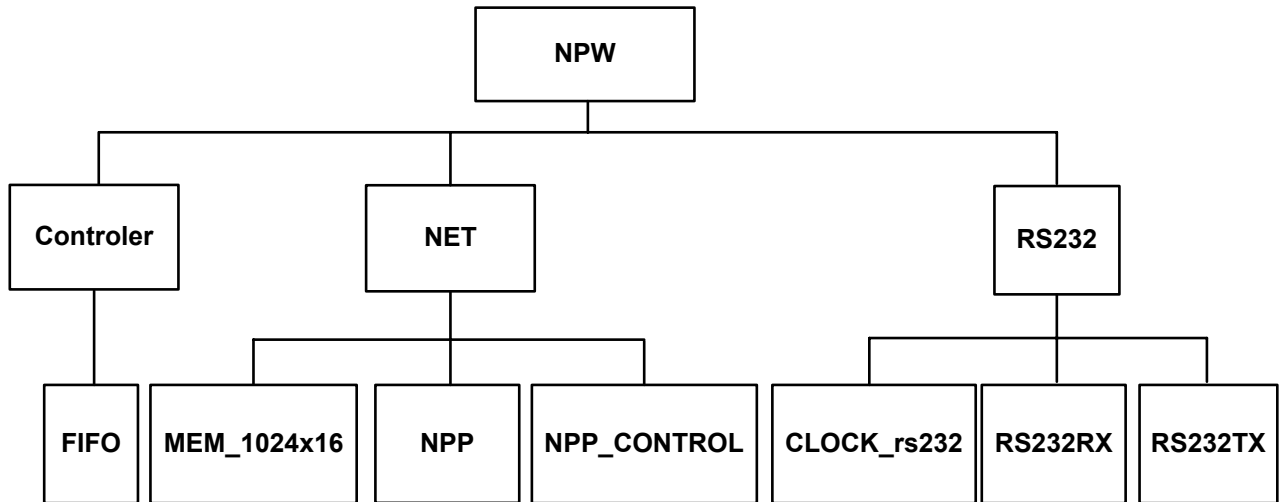 NPW
Controler
NET
RS232
FIFO
MEM_1024x16
NPP
NPP_CONTROL
CLOCK_rs232
RS232RX
RS232TX